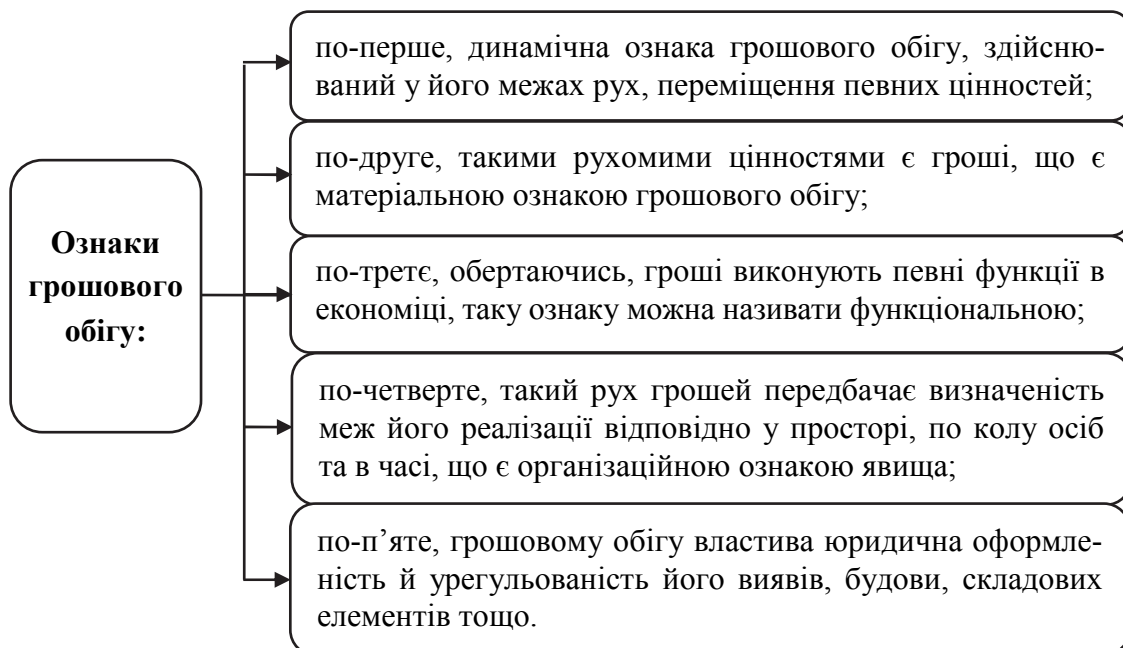 Ознаки
грошового
обігу:
по-перше, динамічна ознака грошового обігу, здійсню-
ваний у його межах рух, переміщення певних цінностей;
по-друге, такими рухомими цінностями є гроші, що є
матеріальною ознакою грошового обігу;
по-третє, обертаючись, гроші виконують певні функції в
економіці, таку ознаку можна називати функціональною;
по-четверте, такий рух грошей передбачає визначеність
меж його реалізації відповідно у просторі, по колу осіб
та в часі, що є організаційною ознакою явища;
по-п’яте, грошовому обігу властива юридична оформле-
ність й урегульованість його виявів, будови, складових
елементів тощо.